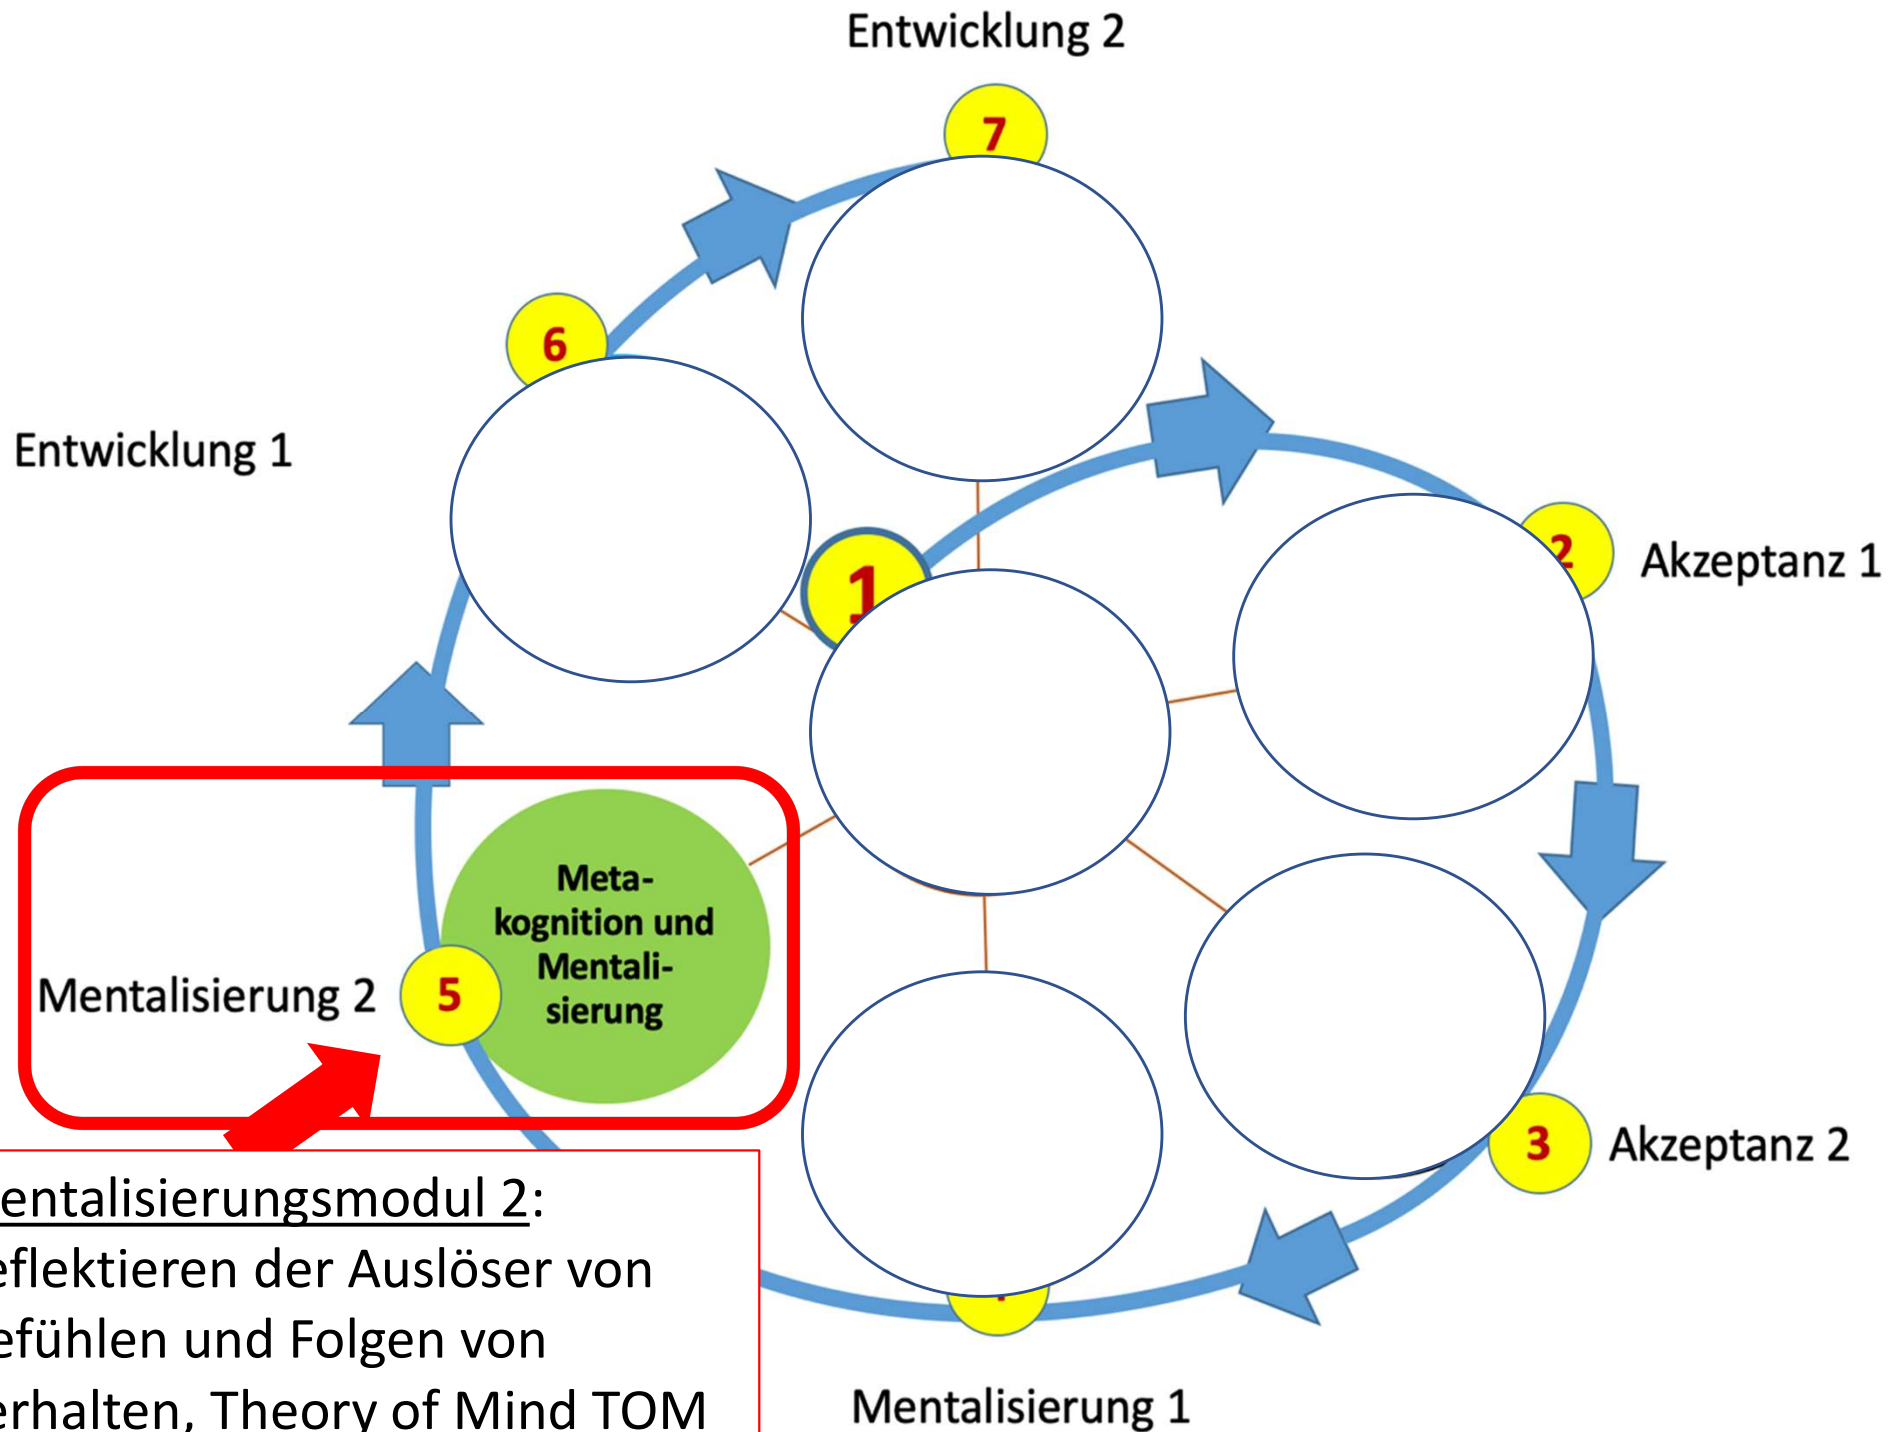 Entwicklung 2
7
6
Entwicklung 1
1
2
Akzeptanz 1
Meta-
kognition und
Mentali-
sierung
Mentalisierung 2
5
3
Akzeptanz 2
entalisierungsmodul 2:
eflektieren der Auslöser von
efühlen und Folgen von
erhalten, Theory of Mind TOM
Mentalisierung 1